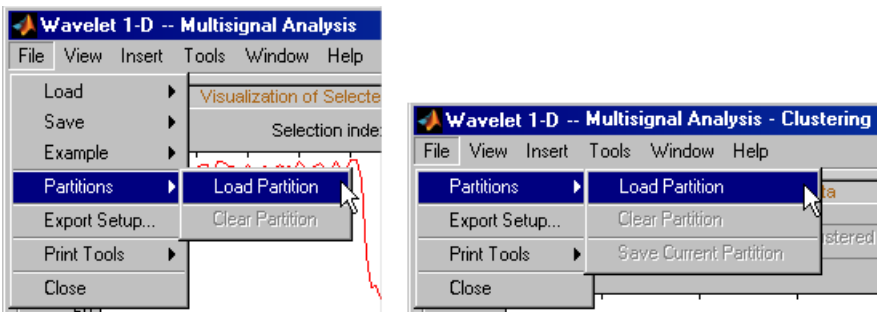 Wavelet 1-D -- Multisignal Analysis
File View Insert Tools Window Help
Load
Visualization of Selecte
Save
Selection inde
Example
Partitions
Load Partition
Export Setup...
Clear Partition
Print Tools
Close
Wavelet 1-D -- Multisignal Analysis - Clustering
File View Insert Tools Window Help
Partitions
Load Partition
ta
Export Setup...
Clear Partition
stered
Print Tools
Save Current Partition
Close